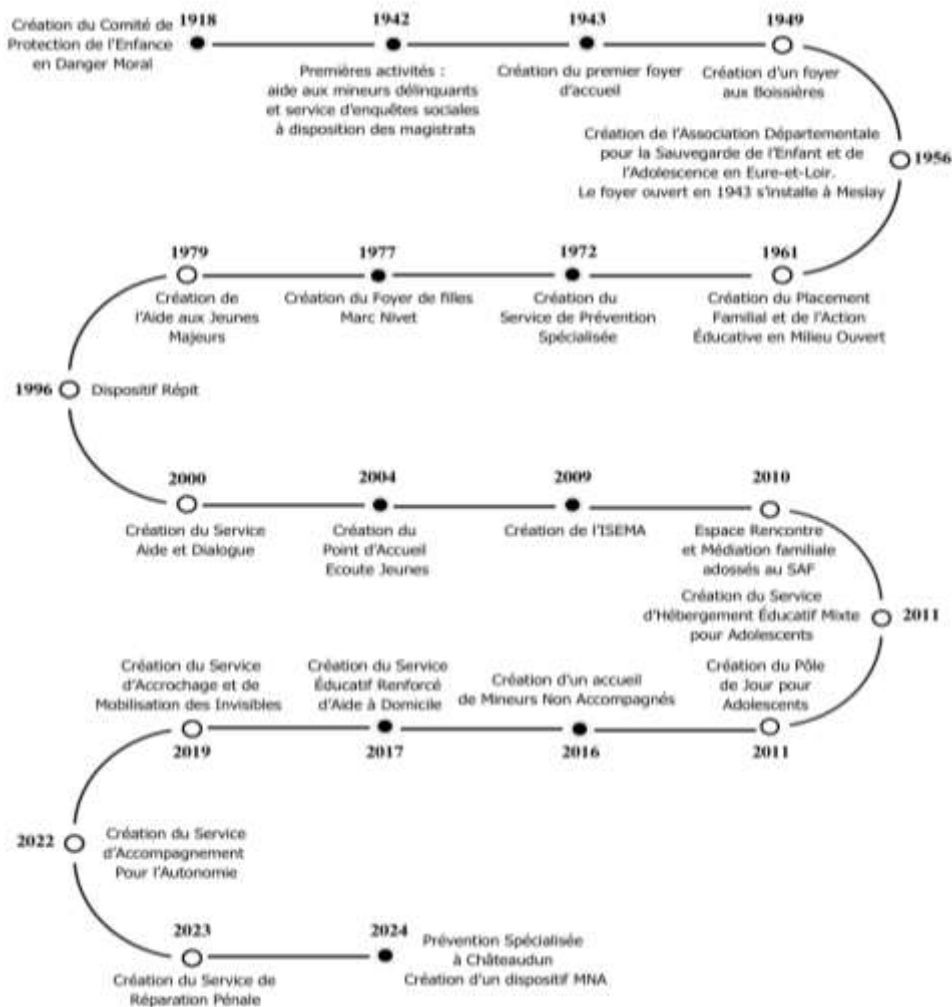 1918
Création du Comité de
Protection de l'Enfance
en Danger Moral
1942
Premières activités :
aide aux mineurs délinquants
et service d'enquêtes sociales
à disposition des magistrats
1943
Création du premier foyer
d'accueil
1949
Création d'un foyer
aux Boissières
1956
Création de l'Association Départementale
pour la Sauvegarde de l'Enfant et de
l'Adolescence en Eure-et-Loir.
Le foyer ouvert en 1943 s'installe à Meslay
1961
Création du Placement
Familial et de l'Action
Éducative en Milieu Ouvert
1972
Création du
Service de Prévention
Spécialisée
1977
Création du Foyer de filles
Marc Nivet
1979
Création de
l'Aide aux Jeunes
Majeurs
1996
Dispositif Répit
2000
Création du Service
Aide et Dialogue
2004
Création du
Point d'Accueil
Ecoute Jeunes
2009
Création de l'ISEMA
2010
Espace Rencontre
et Médiation familiale
adossés au SAF
2011
Création du Service
d'Hébergement Éducatif Mixte
pour Adolescents
Création du Pôle
de Jour pour
Adolescents
2011
Création d'un accueil
de Mineurs Non Accompagnés
2016
Création du Service
Éducatif Renforcé
d'Aide à Domicile
2017
Création du Service
d'Accrochage et de
Mobilisation des Invisibles
2019
2022
Création du Service
d'Accompagnement
Pour l'Autonomie
2023
Création du Service de
Réparation Pénale
2024
Prévention Spécialisée
à Châteaudun
Création d'un dispositif MNA